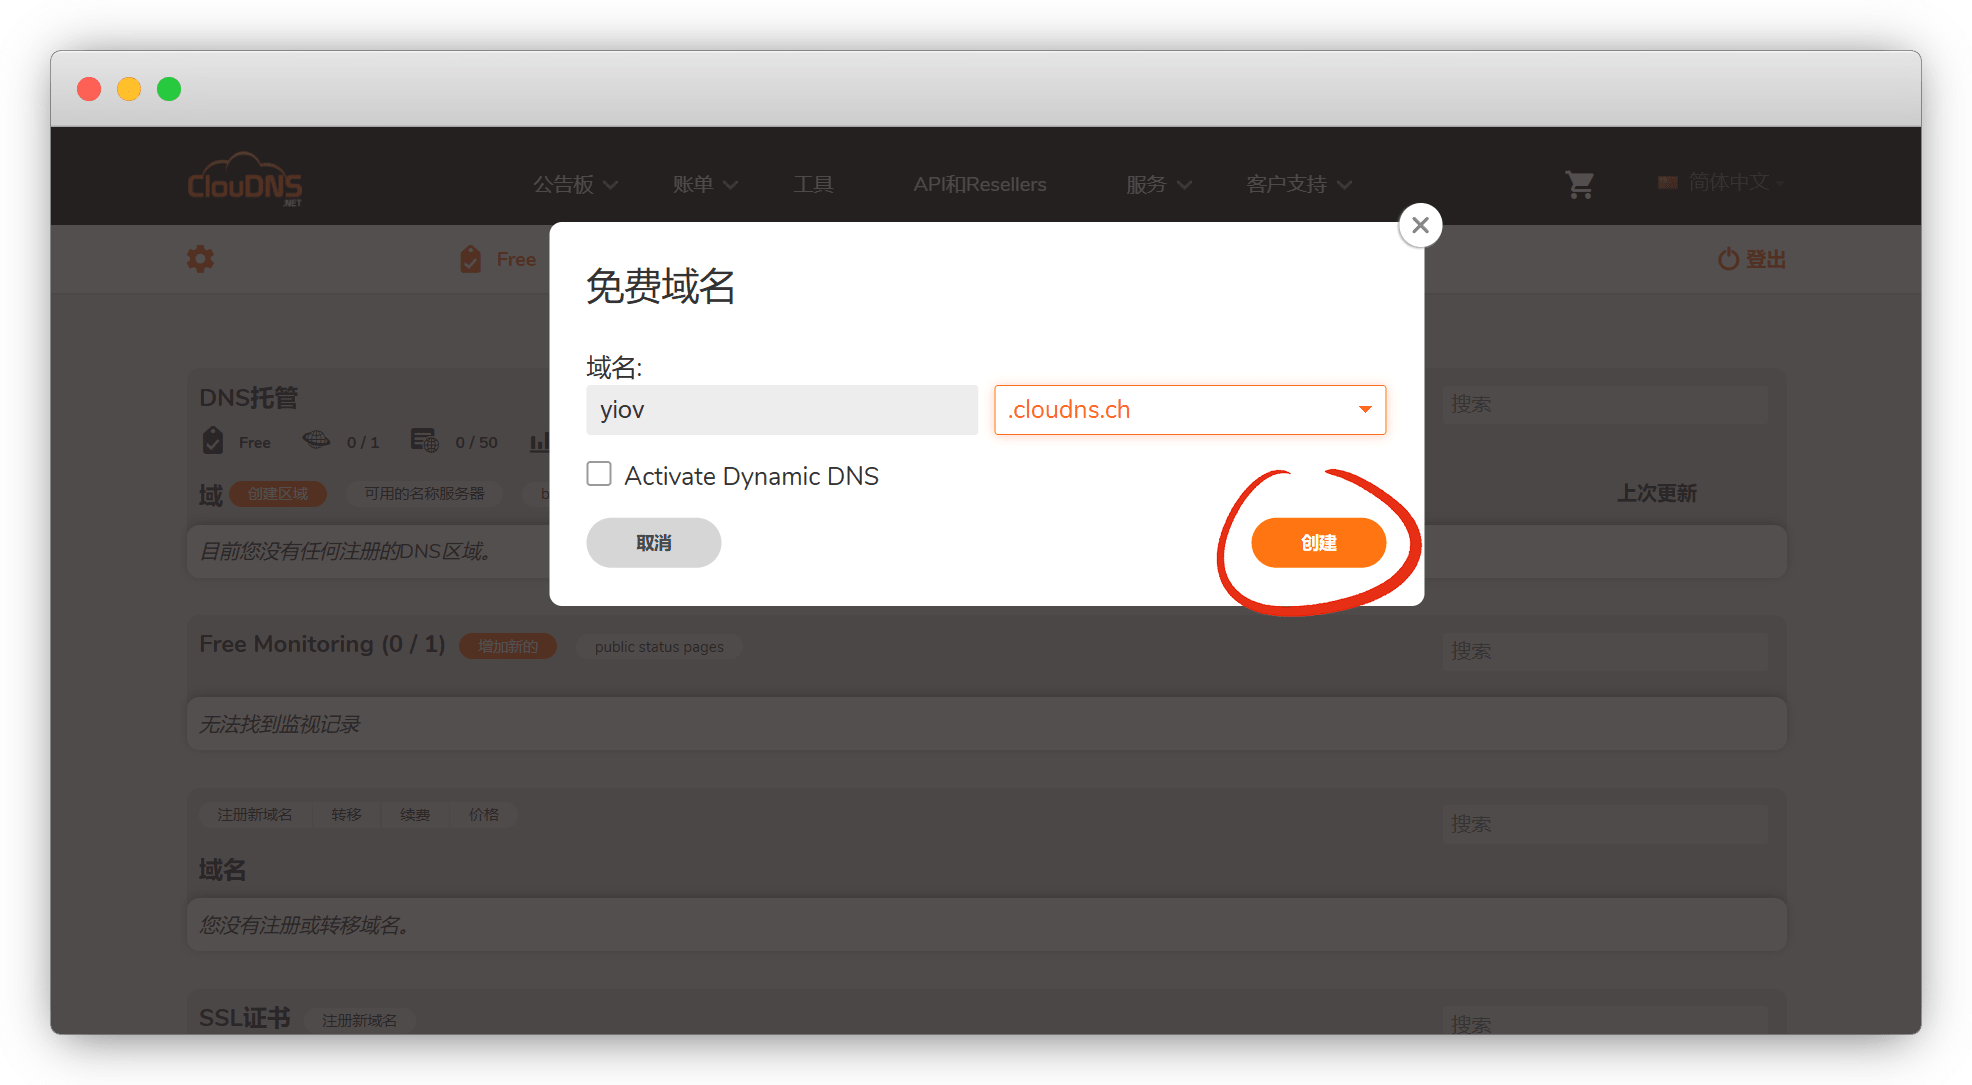 ClouDNS
.NET
公告板
账单
工具
API和Resellers
服务
客户支持
简体中文
Free
登出
免费域名
域名:
yiov
.cloudns.ch
Activate Dynamic DNS
取消
创建
DNS托管
搜索
Free
0 / 1
0 / 50
域
创建区域
可用的名称服务器
上次更新
目前您没有任何注册的DNS区域。
Free Monitoring (0 / 1)
增加新的
public status pages
搜索
无法找到监视记录
注册新域名
转移
续费
价格
搜索
域名
您没有注册或转移域名。
SSL证书
注册新域名
搜索